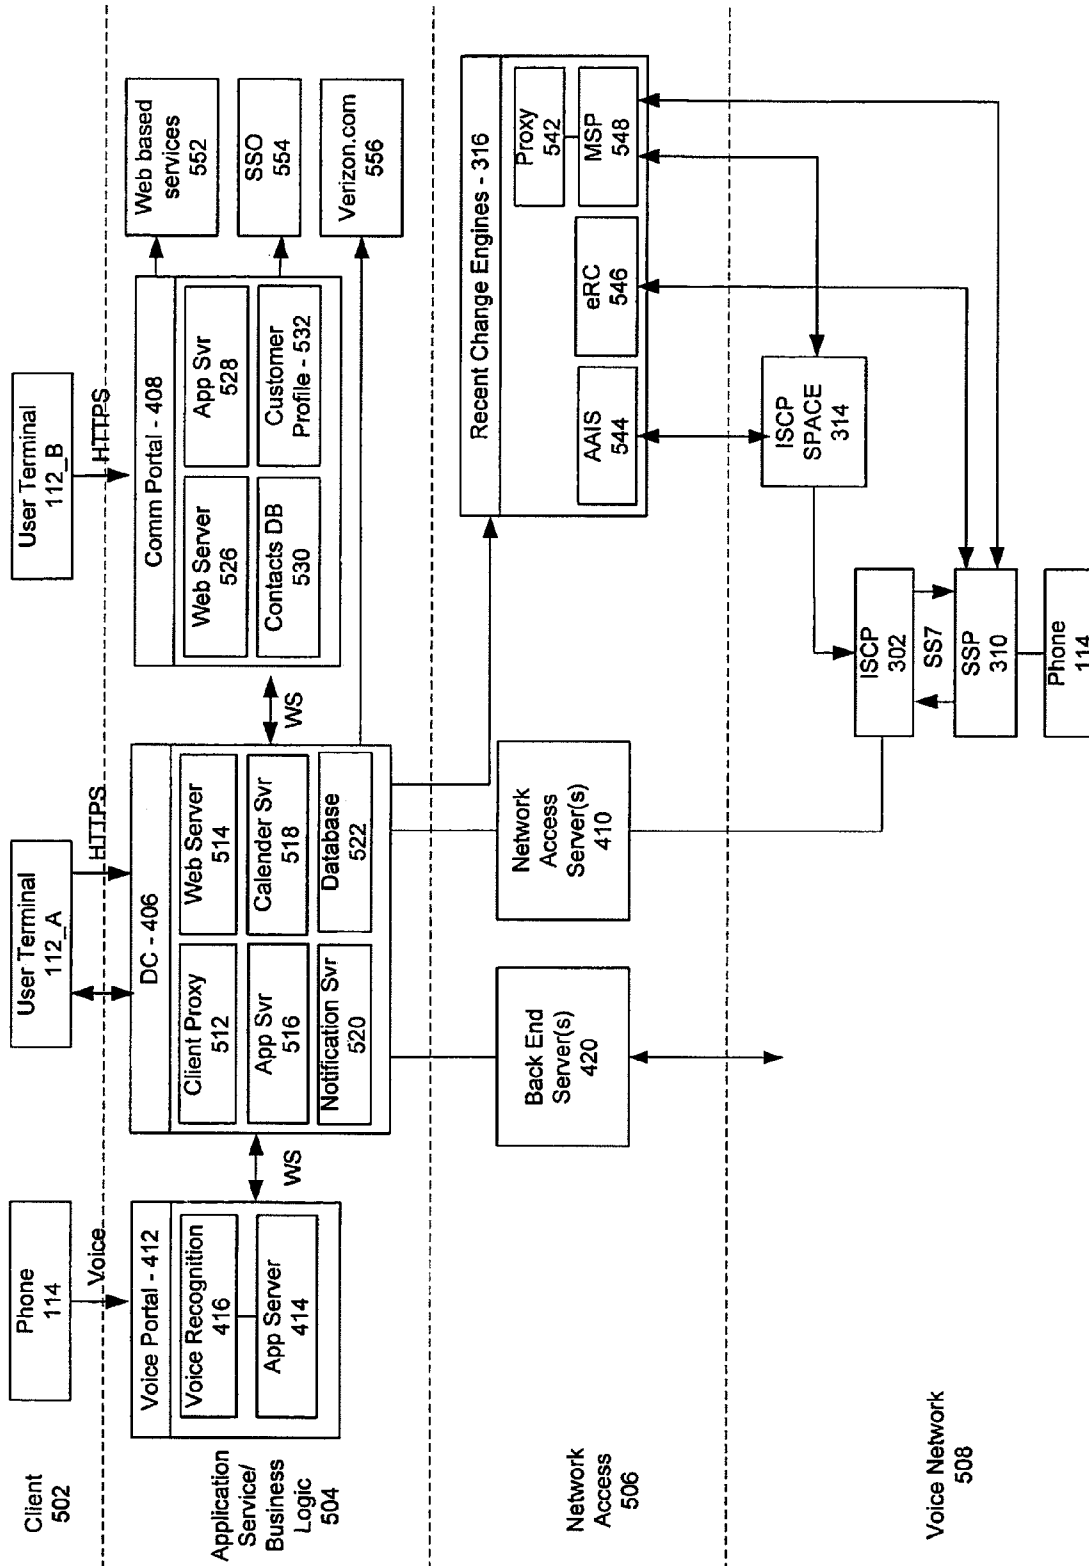 Client
502
Phone
114
User Terminal
112_A
User Terminal
112_B
Voice
HTTPS
HTTPS
Application
Service/
Business
Logic
504
Voice Portal - 412
Voice Recognition
416
App Server
414
WS
DC - 406
Client Proxy
512
Web Server
514
App Svr
516
Calender Svr
518
Notification Svr
520
Database
522
WS
Comm Portal - 408
Web Server
526
App Svr
528
Contacts DB
530
Customer
Profile - 532
Web based
services
552
SSO
554
Verizon.com
556
Network
Access
506
Back End
Server(s)
420
Network
Access
Server(s)
410
Recent Change Engines - 316
AAIS
544
eRC
546
Proxy
542
MSP
548
Voice Network
508
ISCP
SPACE
314
ISCP
302
SS7
SSP
310
Phone
114